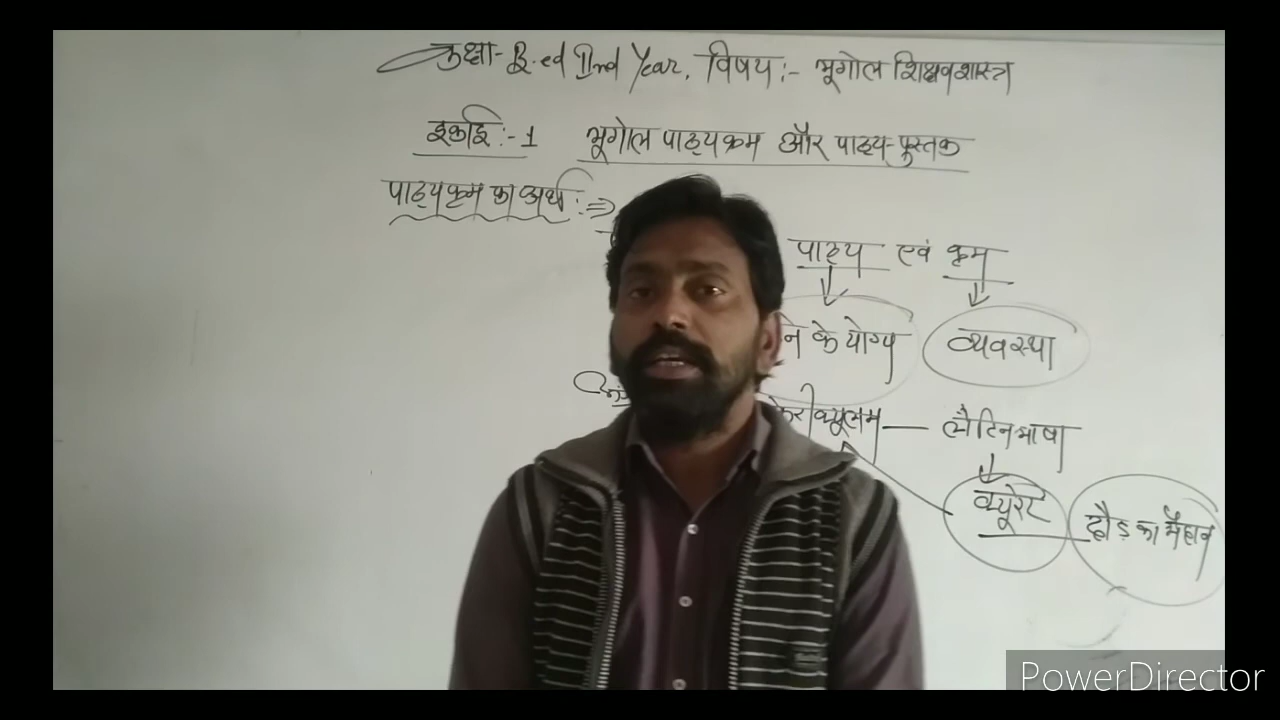 कक्षा- B.ed IInd Year. विषय:- भूगोल शिक्षणशास्त्र
इकाई:-1 भूगोल पाठ्यक्रम और पाठ्य-पुस्तक
पाठ्यक्रम का अर्थ:⇒
पाठ्य एवं क्रम
के योग्य व्यवस्था
केरीक्यूलम — लैटिन भाषा
क्यूरेरे दौड़ का मैदान
PowerDirector